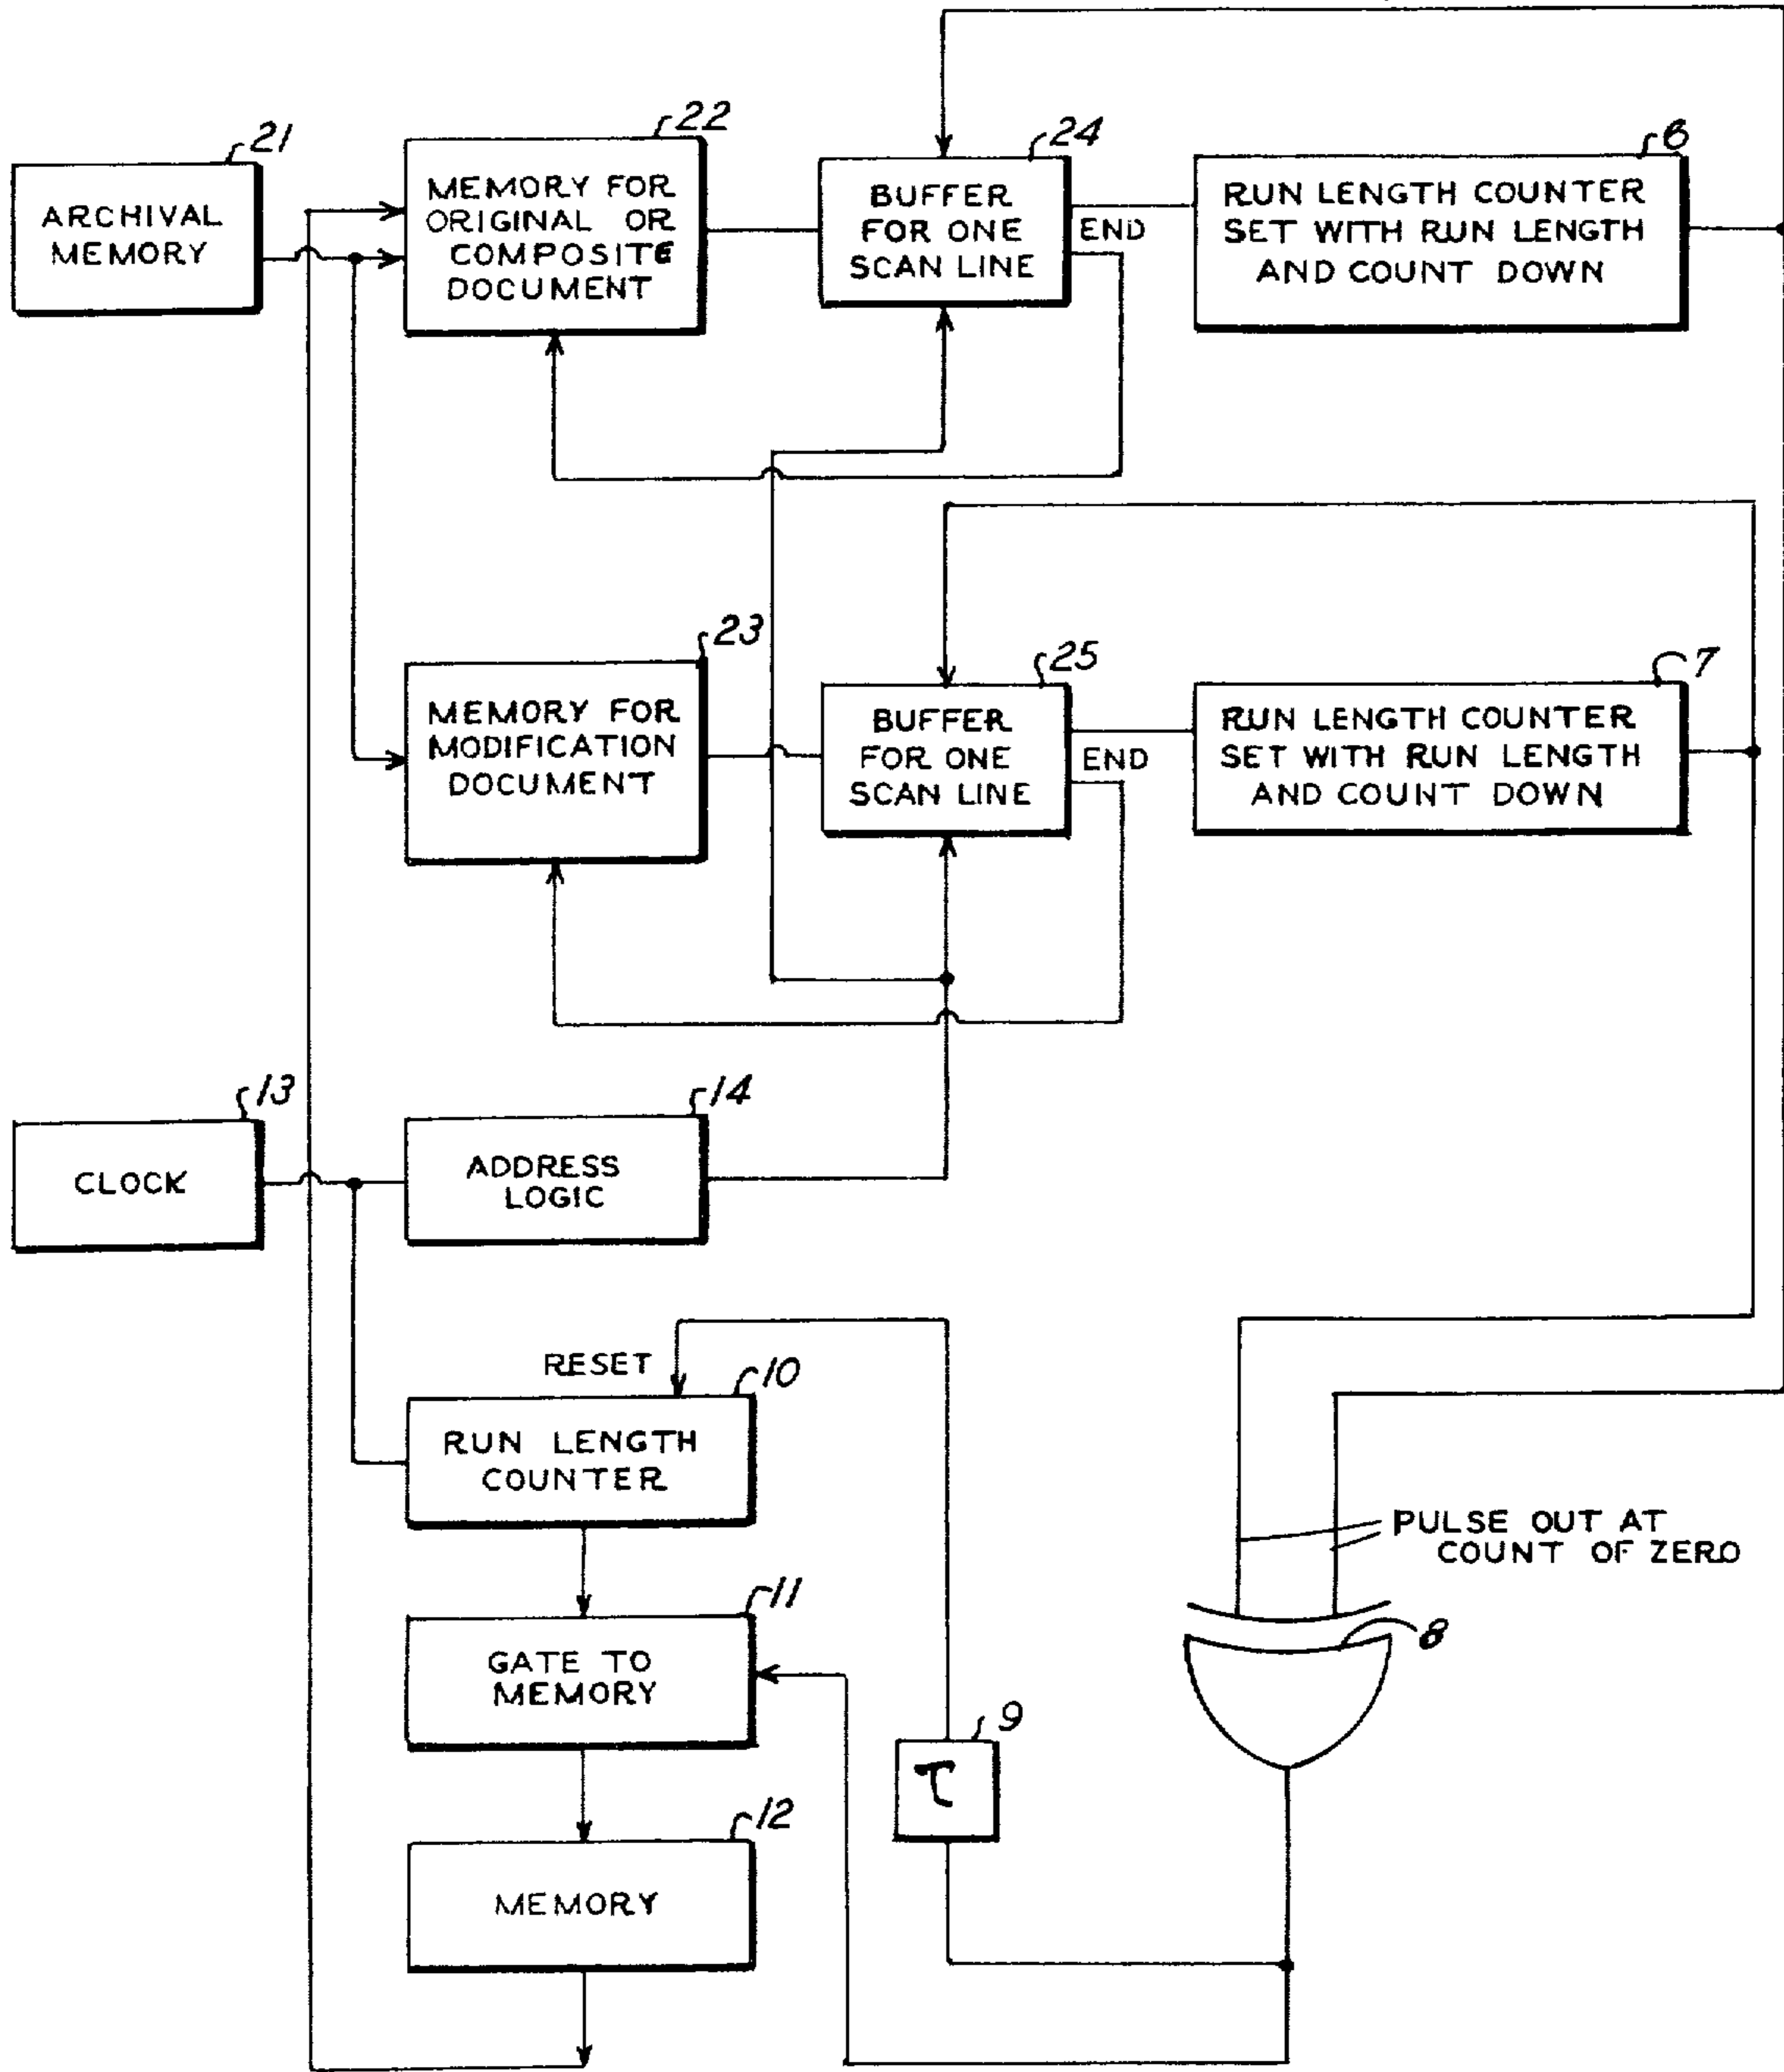 21
ARCHIVAL
MEMORY
22
MEMORY FOR
ORIGINAL OR
COMPOSITE
DOCUMENT
24
BUFFER
FOR ONE
SCAN LINE
END
6
RUN LENGTH COUNTER
SET WITH RUN LENGTH
AND COUNT DOWN
23
MEMORY FOR
MODIFICATION
DOCUMENT
25
BUFFER
FOR ONE
SCAN LINE
END
7
RUN LENGTH COUNTER
SET WITH RUN LENGTH
AND COUNT DOWN
13
CLOCK
14
ADDRESS
LOGIC
RESET
10
RUN LENGTH
COUNTER
PULSE OUT AT
COUNT OF ZERO
8
11
GATE TO
MEMORY
9
τ
12
MEMORY